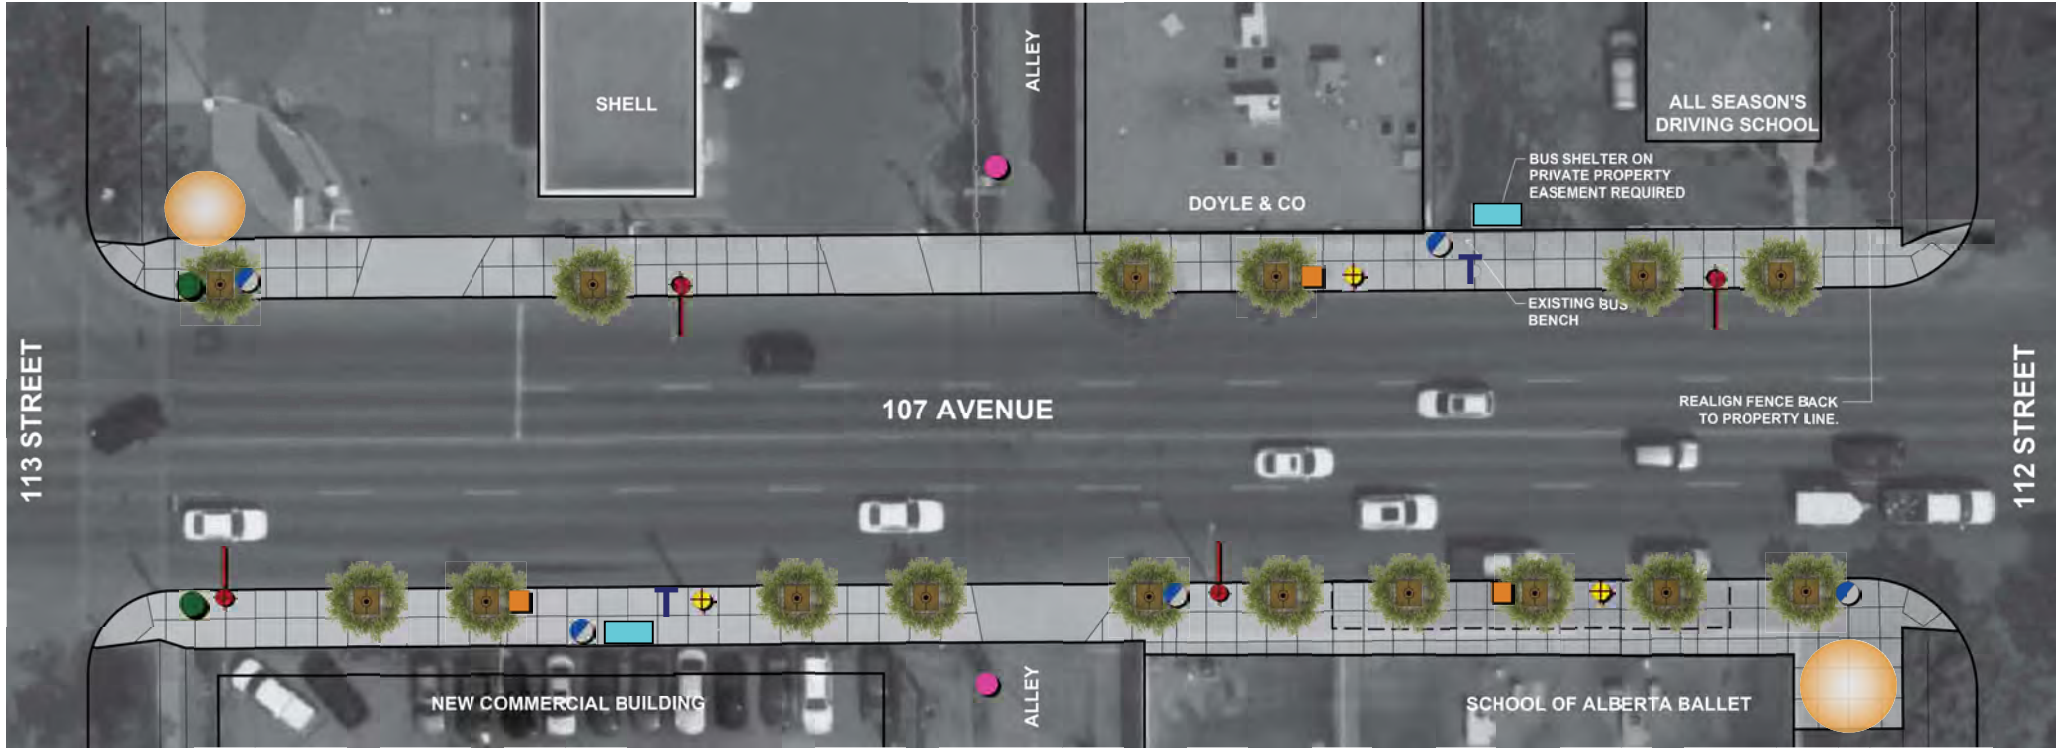 SHELL
ALLEY
DOYLE & CO
ALL SEASON'S
DRIVING SCHOOL
BUS SHELTER ON
PRIVATE PROPERTY
EASEMENT REQUIRED
T
EXISTING BUS
BENCH
113 STREET
107 AVENUE
REALIGN FENCE BACK
TO PROPERTY LINE.
112 STREET
T
NEW COMMERCIAL BUILDING
ALLEY
SCHOOL OF ALBERTA BALLET